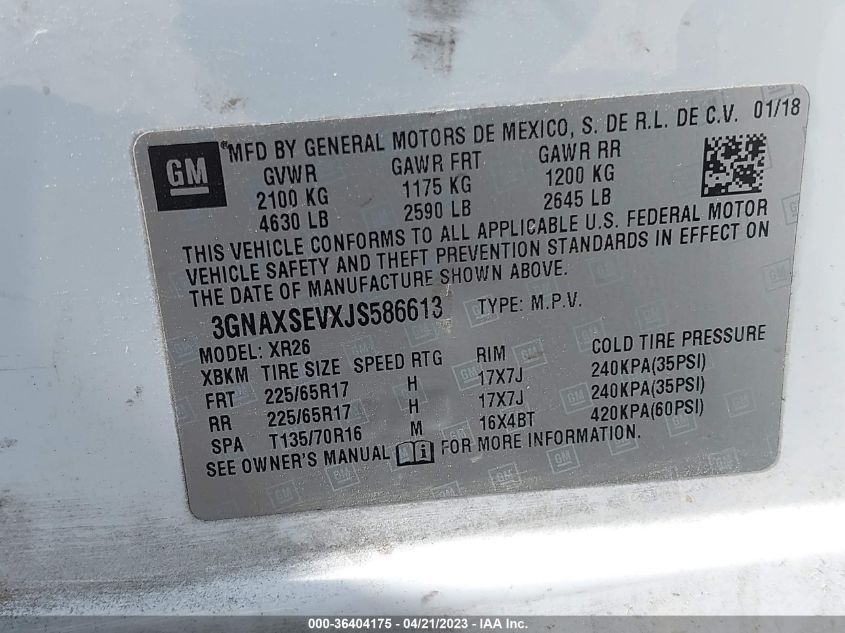 GM
MFD BY GENERAL MOTORS DE MEXICO, S. DE R.L. DE C.V. 01/18
GVWR GAWR FRT GAWR RR
2100 KG 1175 KG 1200 KG
4630 LB 2590 LB 2645 LB
THIS VEHICLE CONFORMS TO ALL APPLICABLE U.S. FEDERAL MOTOR
VEHICLE SAFETY AND THEFT PREVENTION STANDARDS IN EFFECT ON
THE DATE OF MANUFACTURE SHOWN ABOVE.
3GNAXSEVXJS586613 TYPE: M.P.V.
MODEL: XR26
XBKM TIRE SIZE SPEED RTG RIM COLD TIRE PRESSURE
FRT 225/65R17 H 17X7J 240KPA(35PSI)
RR 225/65R17 H 17X7J 240KPA(35PSI)
SPA T135/70R16 M 16X4BT 420KPA(60PSI)
SEE OWNER'S MANUAL FOR MORE INFORMATION.
000-36404175 - 04/21/2023 - IAA Inc.